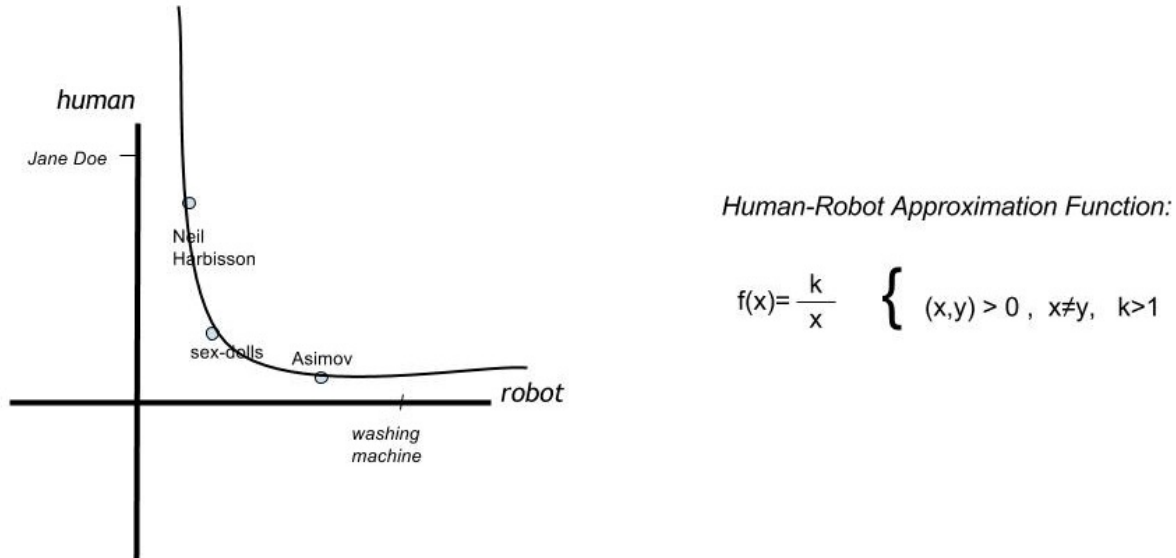 human
Jane Doe
Neil
Harbisson
sex-dolls
Asimov
robot
washing
machine
Human-Robot Approximation Function:
f(x)= k/x { (x,y) > 0 , x≠y, k>1